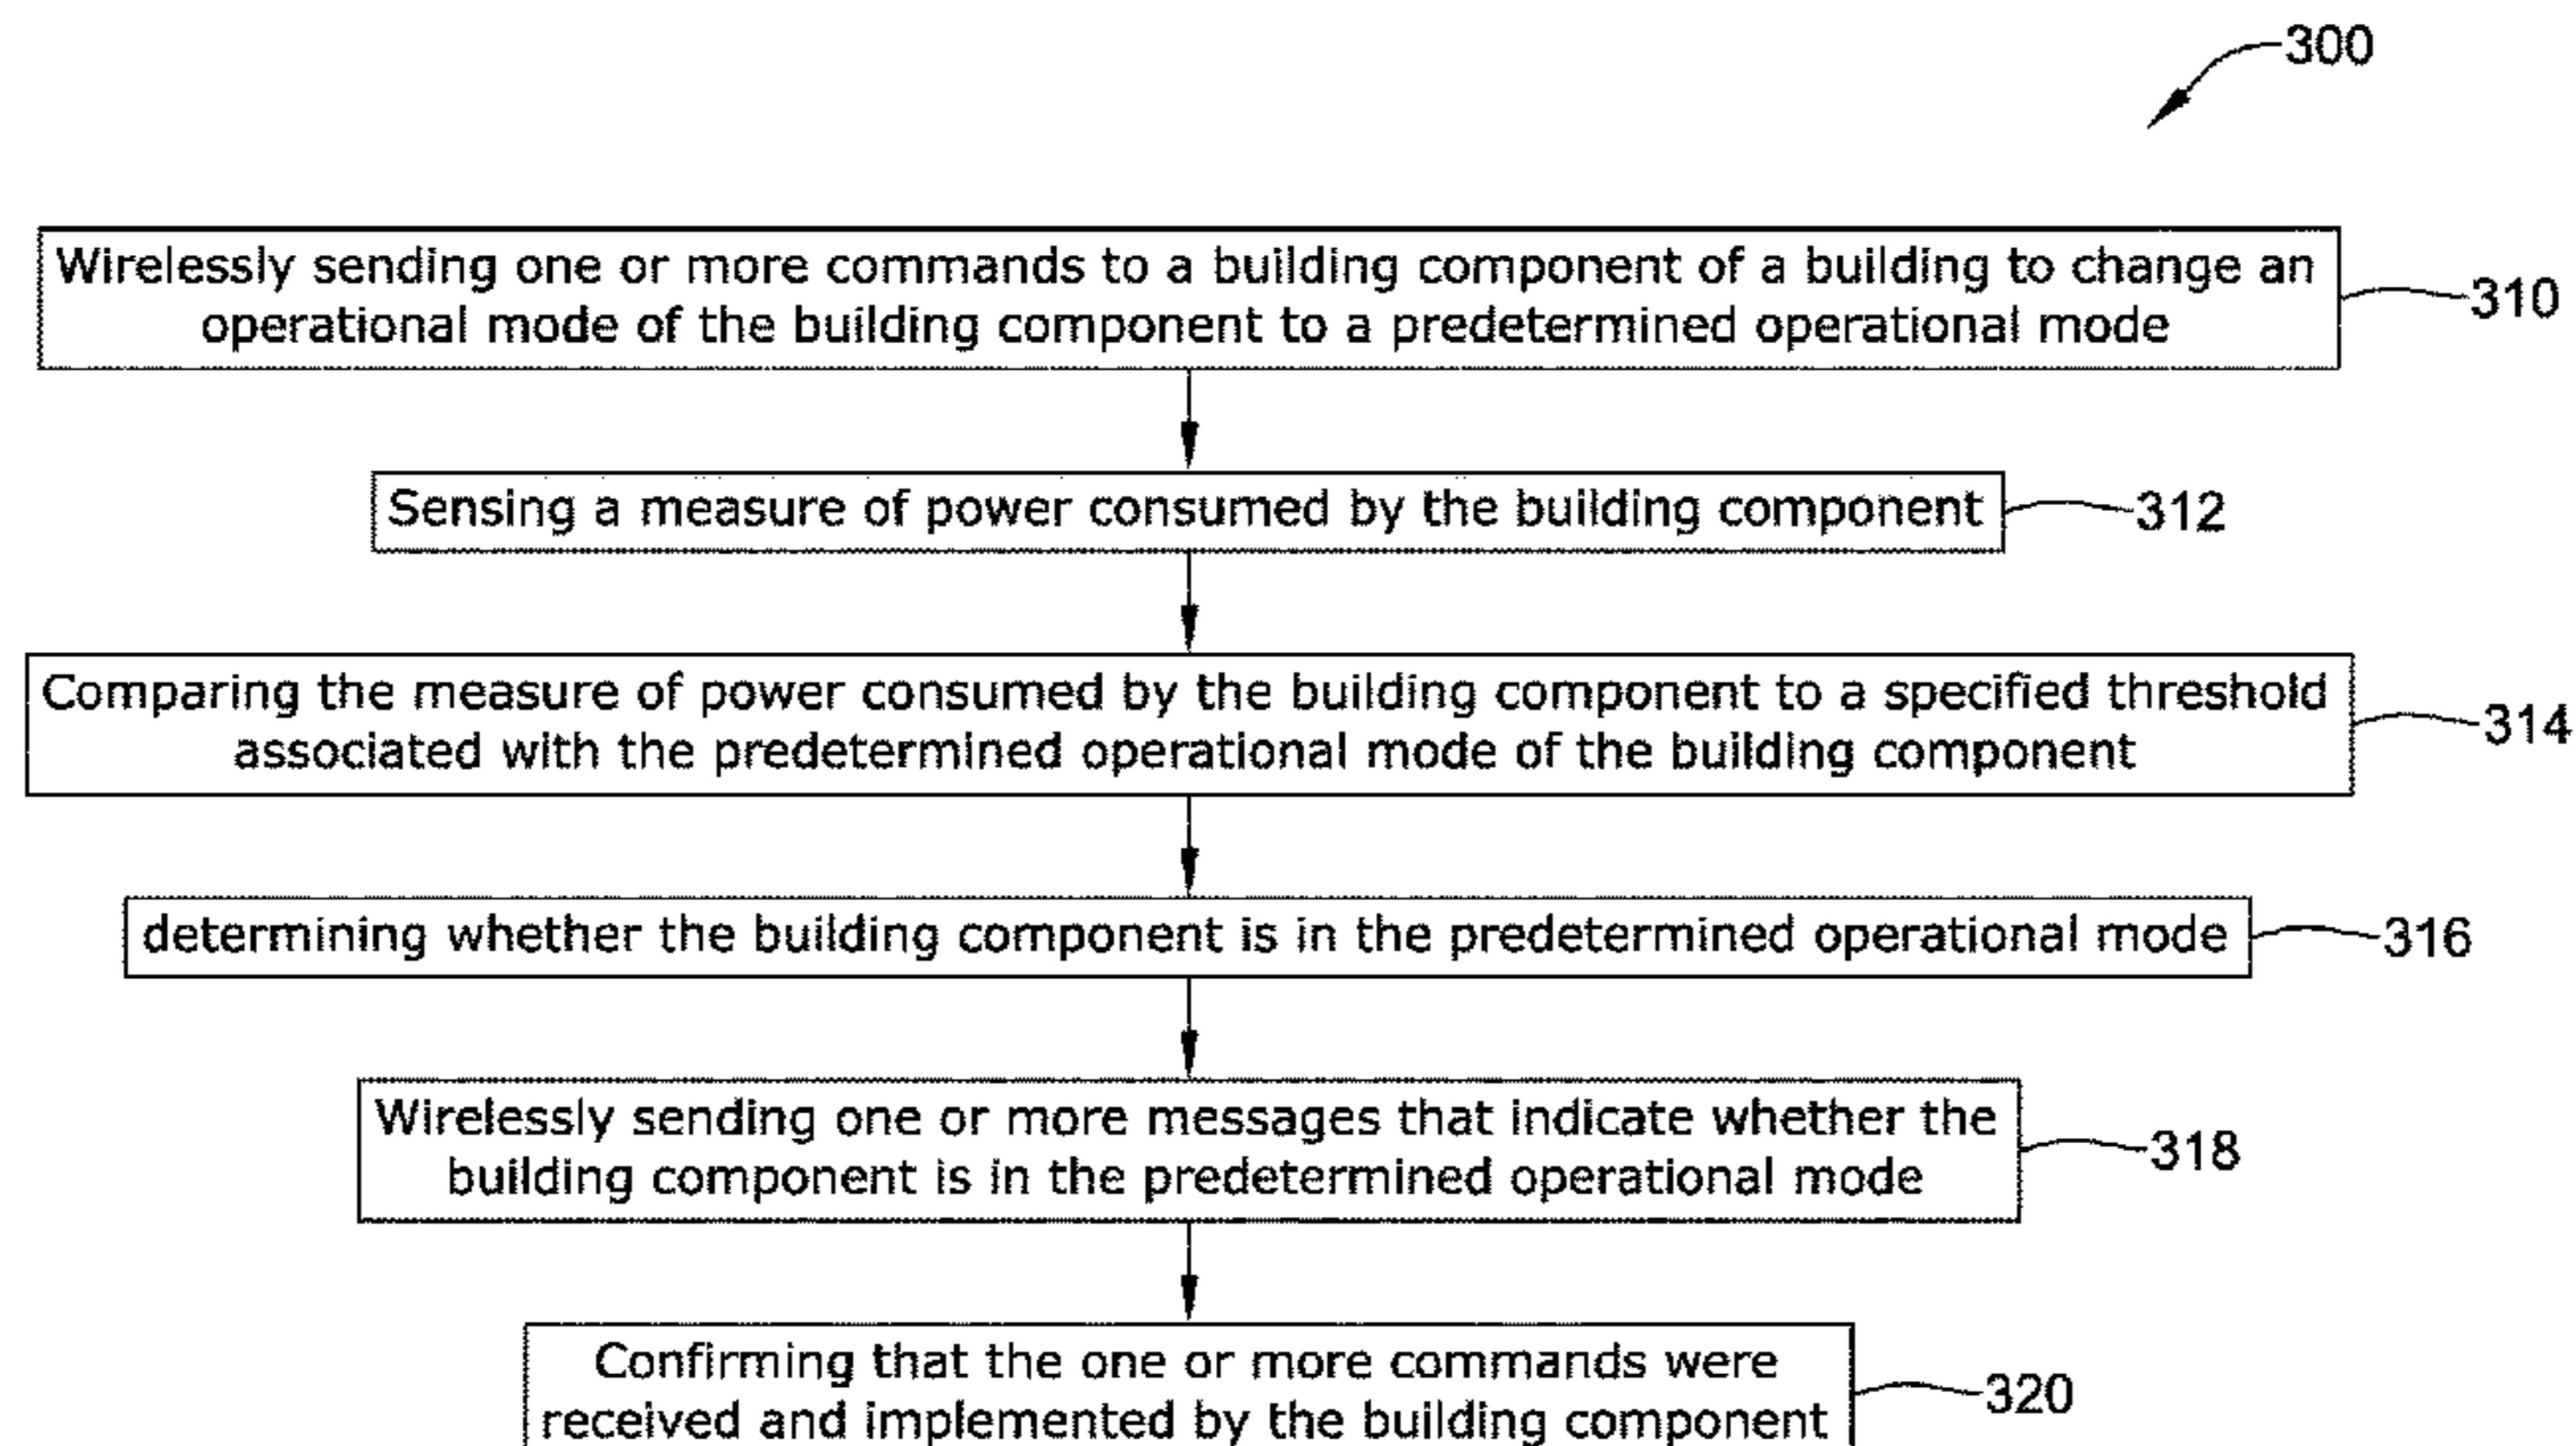 300
Wirelessly sending one or more commands to a building component of a building to change an
operational mode of the building component to a predetermined operational mode
310
Sensing a measure of power consumed by the building component
312
Comparing the measure of power consumed by the building component to a specified threshold
associated with the predetermined operational mode of the building component
314
determining whether the building component is in the predetermined operational mode
316
Wirelessly sending one or more messages that indicate whether the
building component is in the predetermined operational mode
318
Confirming that the one or more commands were
received and implemented by the building component
320